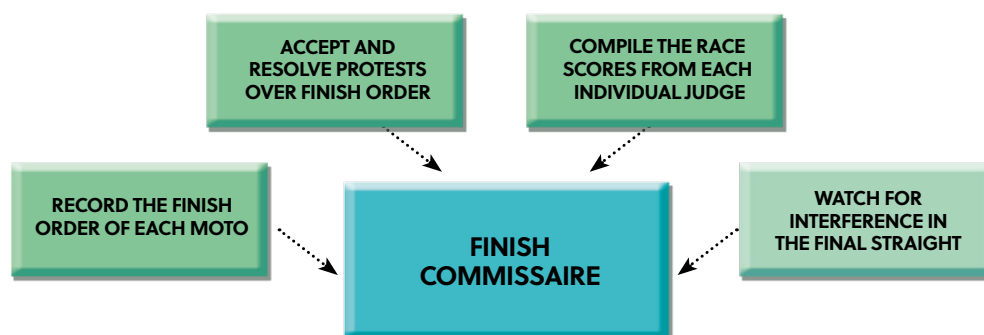 ACCEPT AND
RESOLVE PROTESTS
OVER FINISH ORDER
COMPILE THE RACE
SCORES FROM EACH
INDIVIDUAL JUDGE
RECORD THE FINISH
ORDER OF EACH MOTO
FINISH
COMMISSAIRE
WATCH FOR
INTERFERENCE IN
THE FINAL STRAIGHT